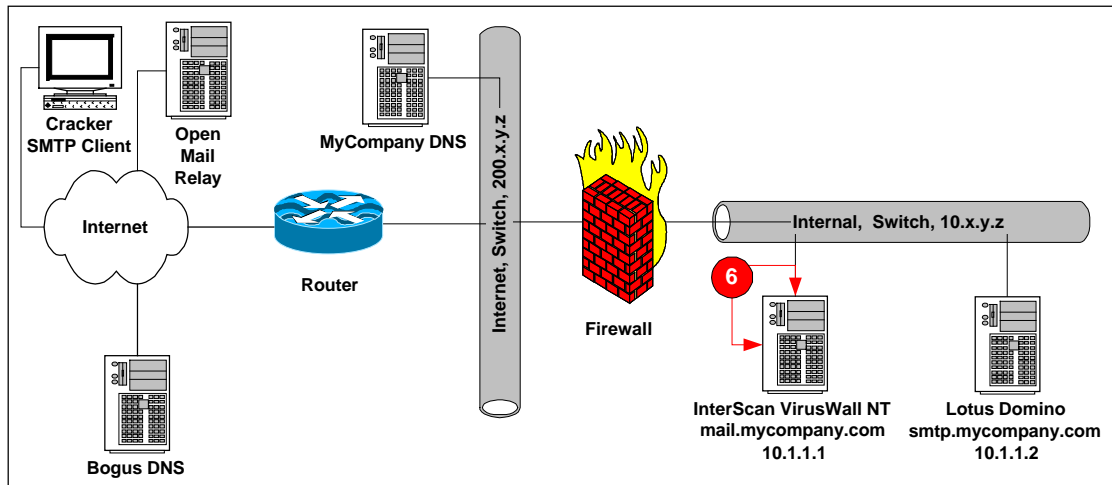 Cracker
SMTP Client
Open
Mail
Relay
MyCompany DNS
Internet
Router
Internet, Switch, 200.x.y.z
Firewall
Internal, Switch, 10.x.y.z
6
Bogus DNS
InterScan VirusWall NT
mail.mycompany.com
10.1.1.1
Lotus Domino
smtp.mycompany.com
10.1.1.2